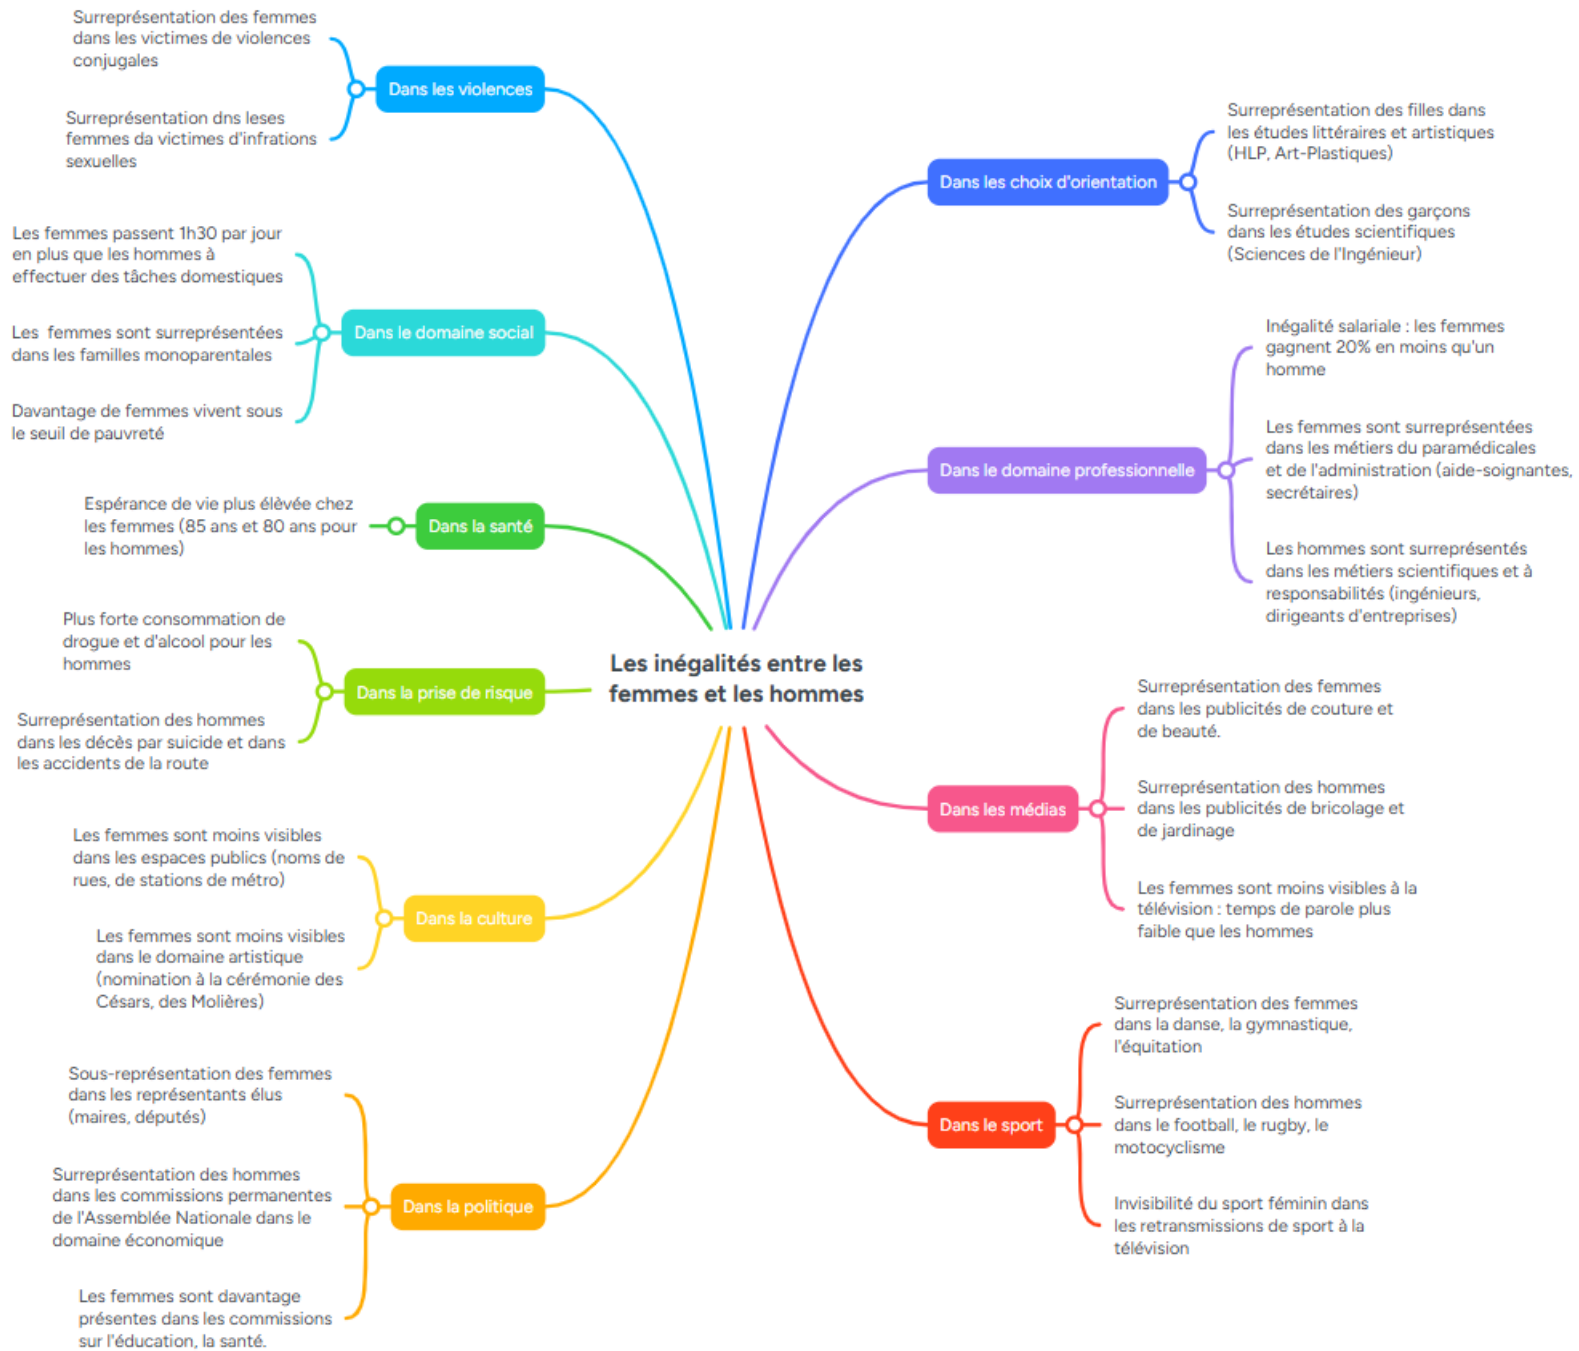 Les inégalités entre les
femmes et les hommes
Dans les choix d'orientation
Surreprésentation des filles dans
les études littéraires et artistiques
(HLP, Art-Plastiques)
Surreprésentation des garçons
dans les études scientifiques
(Sciences de l'Ingénieur)
Dans le domaine professionnelle
Inégalité salariale : les femmes
gagnent 20% en moins qu'un
homme
Les femmes sont surreprésentées
dans les métiers du paramédicales
et de l'administration (aide-soignantes,
secrétaires)
Les hommes sont surreprésentés
dans les métiers scientifiques et à
responsabilités (ingénieurs,
dirigeants d'entreprises)
Dans les médias
Surreprésentation des femmes
dans les publicités de couture et
de beauté.
Surreprésentation des hommes
dans les publicités de bricolage et
de jardinage
Les femmes sont moins visibles à la
télévision : temps de parole plus
faible que les hommes
Dans le sport
Surreprésentation des femmes
dans la danse, la gymnastique,
l'équitation
Surreprésentation des hommes
dans le football, le rugby, le
motocyclisme
Invisibilité du sport féminin dans
les retransmissions de sport à la
télévision
Dans les violences
Surreprésentation des femmes
dans les victimes de violences
conjugales
Surreprésentation dns leses
femmes da victimes d'infrations
sexuelles
Dans le domaine social
Les femmes passent 1h30 par jour
en plus que les hommes à
effectuer des tâches domestiques
Les femmes sont surreprésentées
dans les familles monoparentales
Davantage de femmes vivent sous
le seuil de pauvreté
Dans la santé
Espérance de vie plus élèvée chez
les femmes (85 ans et 80 ans pour
les hommes)
Dans la prise de risque
Plus forte consommation de
drogue et d'alcool pour les
hommes
Surreprésentation des hommes
dans les décès par suicide et dans
les accidents de la route
Dans la culture
Les femmes sont moins visibles
dans les espaces publics (noms de
rues, de stations de métro)
Les femmes sont moins visibles
dans le domaine artistique
(nomination à la cérémonie des
Césars, des Molières)
Dans la politique
Sous-représentation des femmes
dans les représentants élus
(maires, députés)
Surreprésentation des hommes
dans les commissions permanentes
de l'Assemblée Nationale dans le
domaine économique
Les femmes sont davantage
présentes dans les commissions
sur l'éducation, la santé.